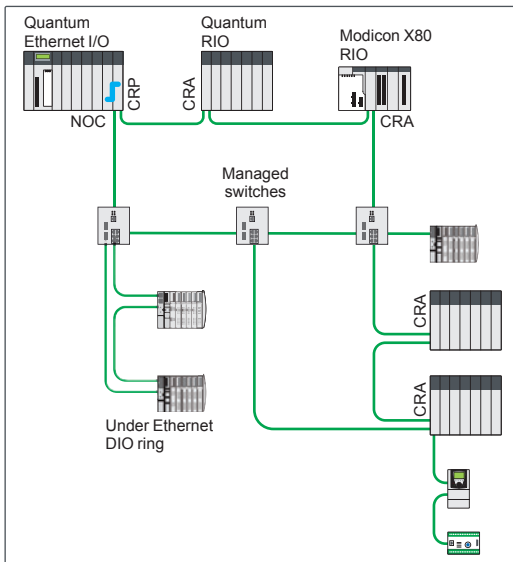 Quantum
Ethernet I/O
Quantum
RIO
Modicon X80
RIO
CRP
CRA
NOC
CRA
Managed
switches
CRA
CRA
Under Ethernet
DIO ring